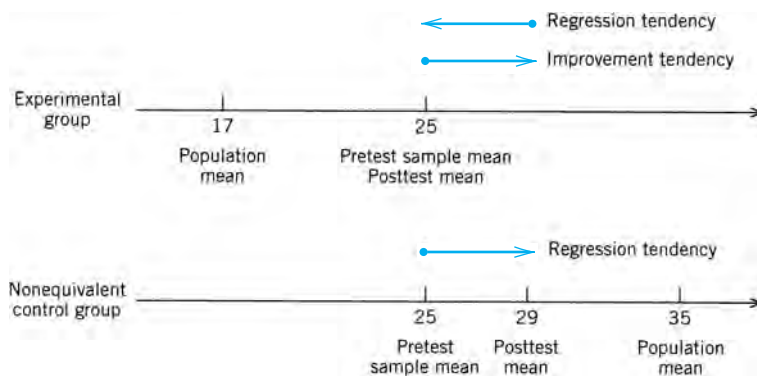 Regression tendency
Improvement tendency
Experimental
group
17
25
Population
mean
Pretest sample mean
Posttest mean
Regression tendency
Nonequivalent
control group
25
29
35
Pretest
sample mean
Posttest
mean
Population
mean